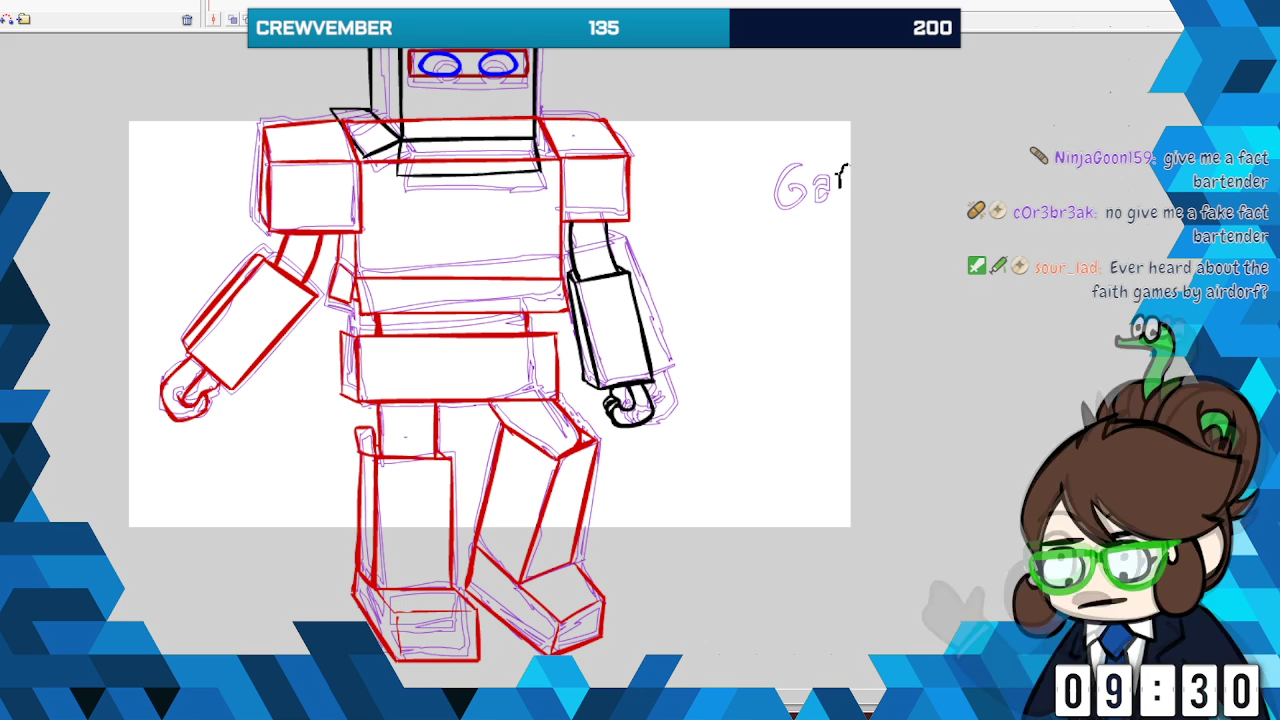 CREWVEMBER 135 200
Gar
NinjaGoon159: give me a fact
bartender
c0r3br3ak: no give me a fake fact
bartender
sour_lad: Ever heard about the
faith games by airdorf?
09:30